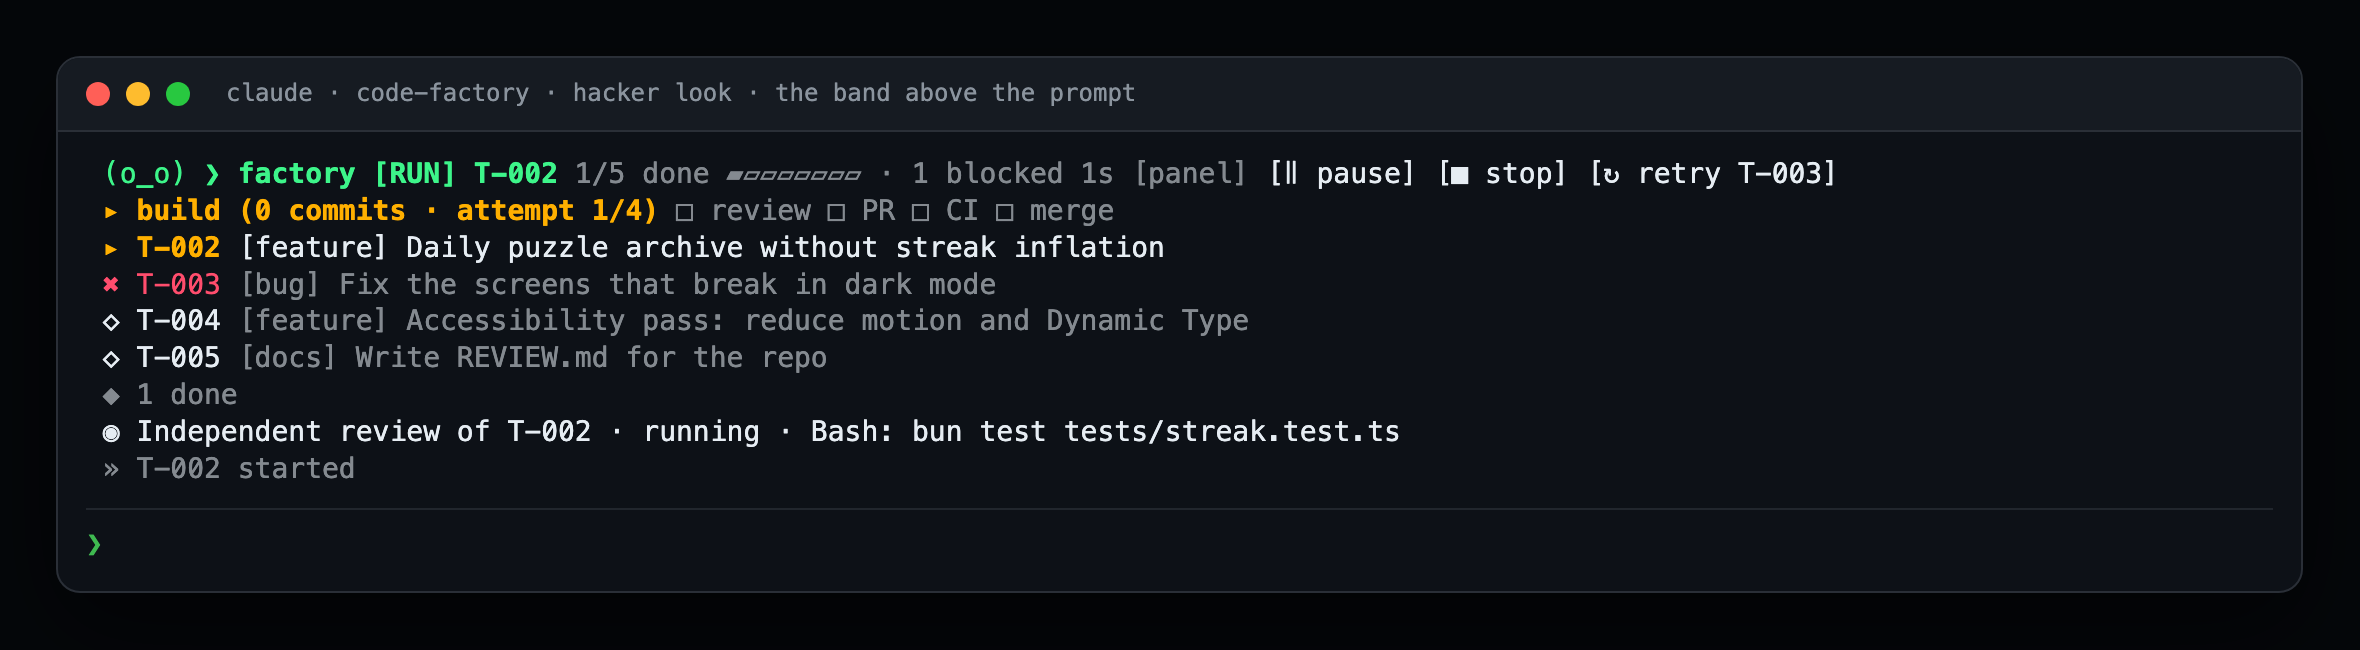 claude · code-factory · hacker look · the band above the prompt
(o_o) ❯ factory [RUN] T-002 1/5 done ▰▱▱▱▱▱▱▱ · 1 blocked 1s [panel] [‖ pause] [■ stop] [↻ retry T-003]
▸ build (0 commits · attempt 1/4) □ review □ PR □ CI □ merge
▸ T-002 [feature] Daily puzzle archive without streak inflation
✖ T-003 [bug] Fix the screens that break in dark mode
◇ T-004 [feature] Accessibility pass: reduce motion and Dynamic Type
◇ T-005 [docs] Write REVIEW.md for the repo
◆ 1 done
◉ Independent review of T-002 · running · Bash: bun test tests/streak.test.ts
» T-002 started
❯